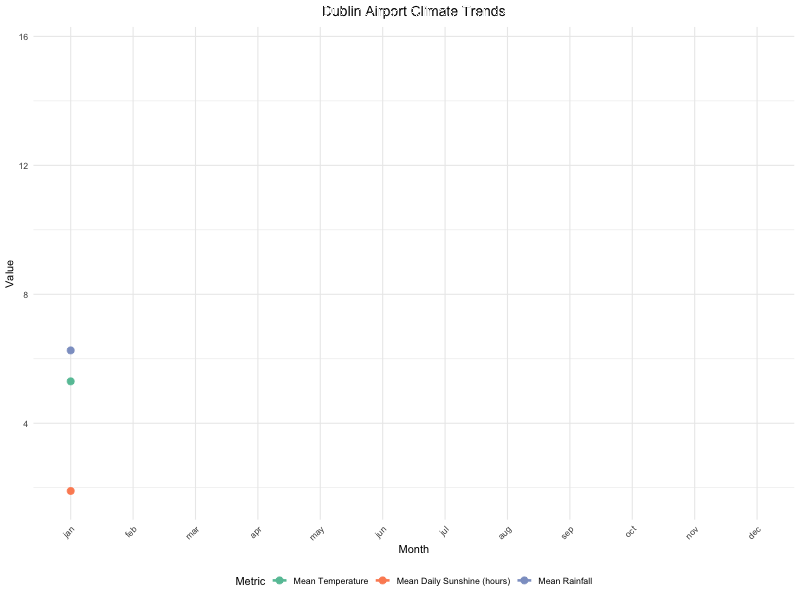 Dublin Airport Climate Trends
16
12
8
4
Value
jan feb mar apr may jun jul aug sep oct nov dec
Month
Metric Mean Temperature Mean Daily Sunshine (hours) Mean Rainfall